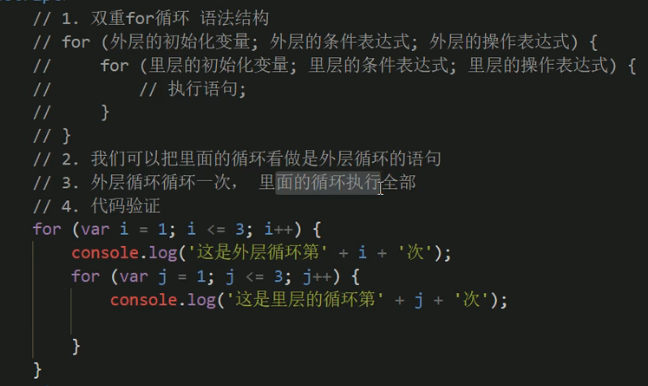 // 1. 双重for循环 语法结构
// for (外层的初始化变量; 外层的条件表达式; 外层的操作表达式) {
//     for (里层的初始化变量; 里层的条件表达式; 里层的操作表达式) {
//         // 执行语句;
//     }
// }
// 2. 我们可以把里面的循环看做是外层循环的语句
// 3. 外层循环循环一次， 里面的循环执行全部
// 4. 代码验证
for (var i = 1; i <= 3; i++) {
    console.log('这是外层循环第' + i + '次');
    for (var j = 1; j <= 3; j++) {
        console.log('这是里层的循环第' + j + '次');
    }
}